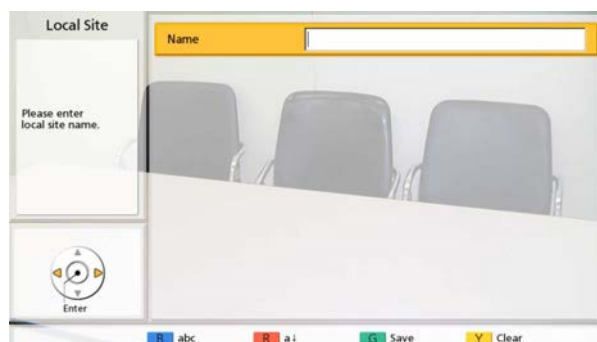 Local Site
Name
Please enter
local site name.
Enter
B abc
R a↓
G Save
Y Clear